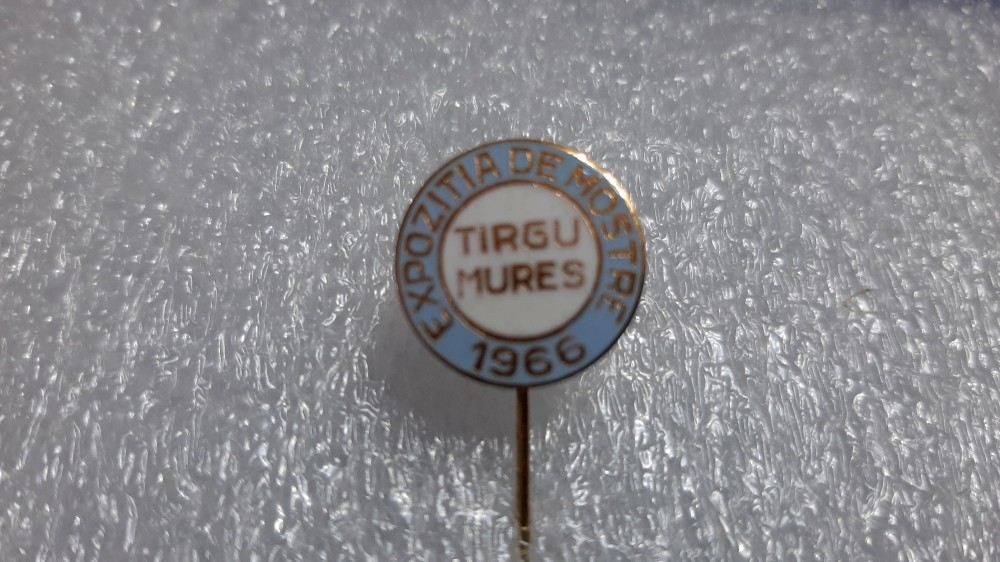 EXPOZITIA DE MOSTRE
TIRGU
MURES
1966